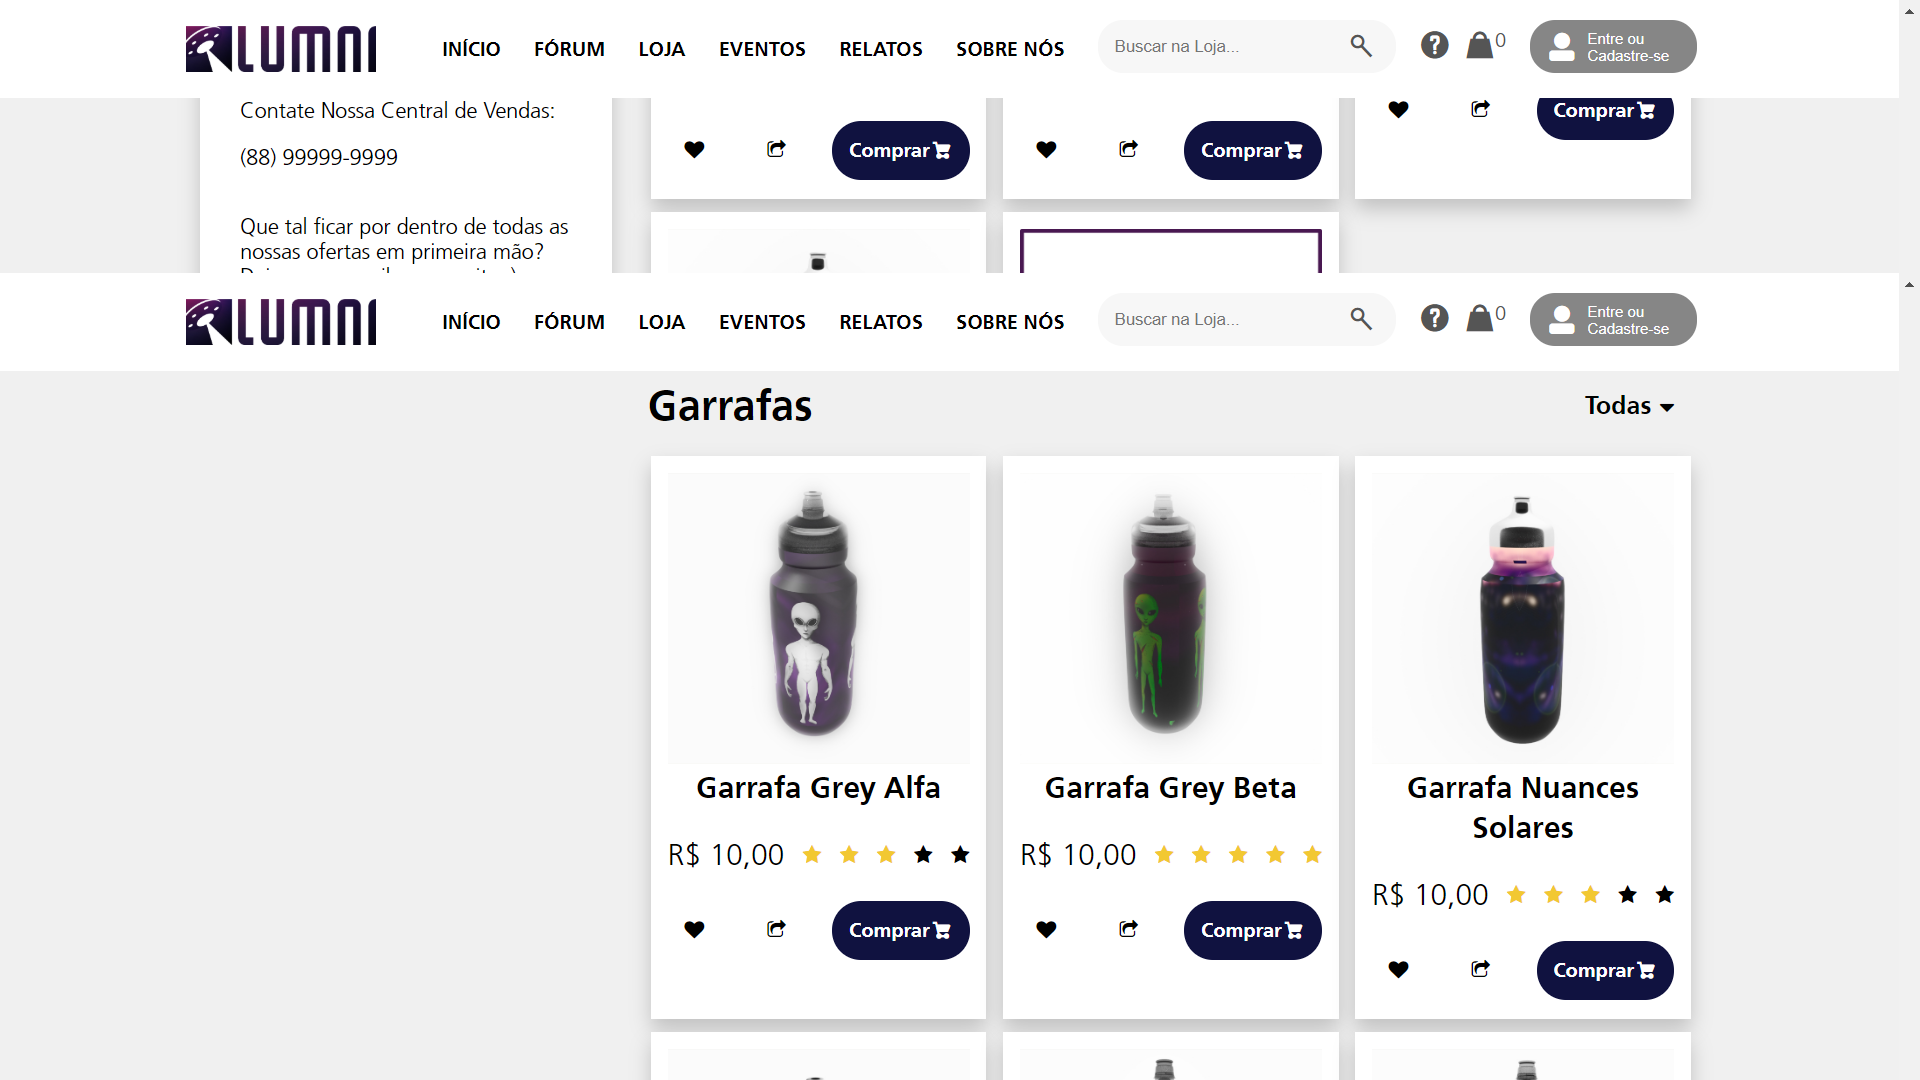 LUMNI
INÍCIO FÓRUM LOJA EVENTOS RELATOS SOBRE NÓS
Buscar na Loja...
0
Entre ou
Cadastre-se
Contate Nossa Central de Vendas:
(88) 99999-9999
Que tal ficar por dentro de todas as
nossas ofertas em primeira mão?
Comprar
Comprar
Comprar
LUMNI
INÍCIO FÓRUM LOJA EVENTOS RELATOS SOBRE NÓS
Buscar na Loja...
0
Entre ou
Cadastre-se
Garrafas
Todas
Garrafa Grey Alfa
R$ 10,00
Comprar
Garrafa Grey Beta
R$ 10,00
Comprar
Garrafa Nuances
Solares
R$ 10,00
Comprar